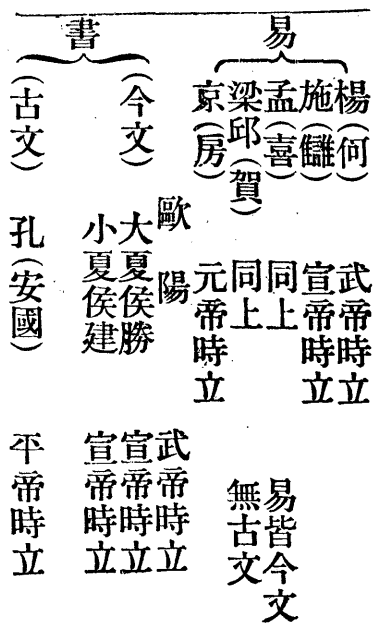 易
楊(何) 武帝時立
施(讎) 宣帝時立
孟(喜) 同上 易皆今文
梁邱(賀) 同上 無古文
京(房) 元帝時立
書
(今文)
歐陽 武帝時立
大夏侯勝 宣帝時立
小夏侯建 宣帝時立
(古文) 孔(安國) 平帝時立